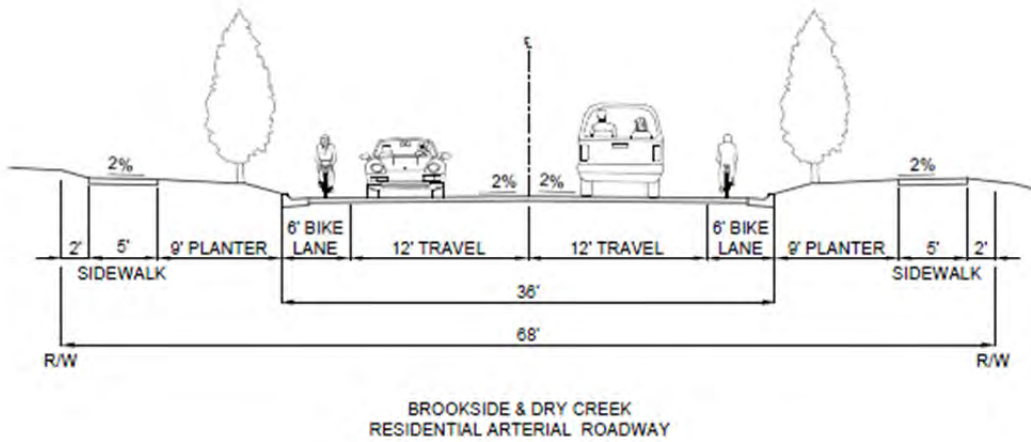 ℄
2%
2%
2%
2%
2'
5'
9' PLANTER
6' BIKE
LANE
12' TRAVEL
12' TRAVEL
6' BIKE
LANE
9' PLANTER
5'
2'
SIDEWALK
SIDEWALK
36'
68'
R/W
R/W
BROOKSIDE & DRY CREEK
RESIDENTIAL ARTERIAL ROADWAY